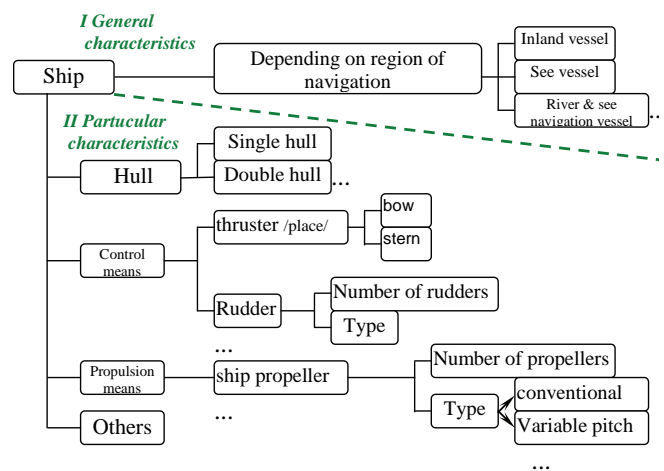 I General
characteristics
Ship
Depending on region of
navigation
Inland vessel
See vessel
River & see
navigation vessel
...
II Partucular
characteristics
Hull
Single hull
Double hull
...
Control
means
thruster /place/
bow
stern
Rudder
Number of rudders
Type
...
Propulsion
means
ship propeller
Number of propellers
Type
conventional
Variable pitch
...
Others
...